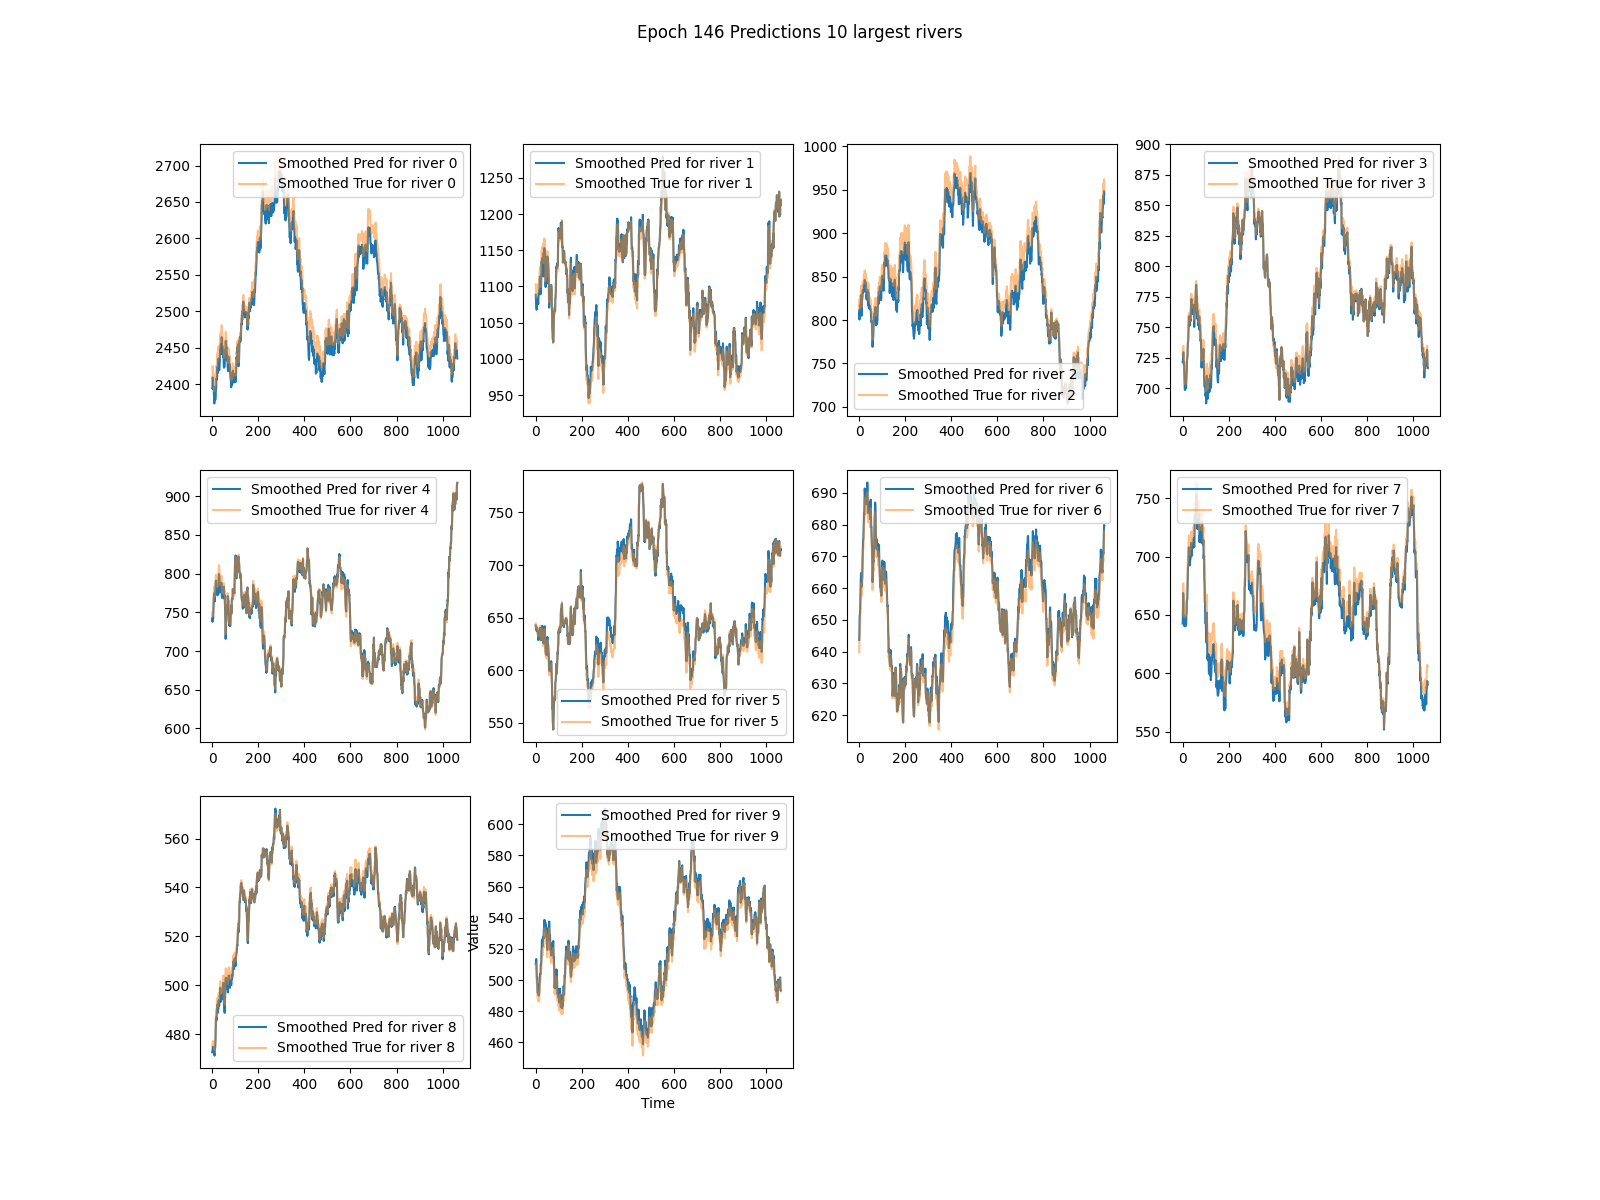 Epoch 146 Predictions 10 largest rivers
Smoothed Pred for river 0
Smoothed True for river 0
2700
2650
2600
2550
2500
2450
2400
0 200 400 600 800 1000
Smoothed Pred for river 1
Smoothed True for river 1
1250
1200
1150
1100
1050
1000
950
0 200 400 600 800 1000
1000
950
900
850
800
750
700
Smoothed Pred for river 2
Smoothed True for river 2
0 200 400 600 800 1000
Smoothed Pred for river 3
Smoothed True for river 3
900
875
850
825
800
775
750
725
700
0 200 400 600 800 1000
Smoothed Pred for river 4
Smoothed True for river 4
900
850
800
750
700
650
600
0 200 400 600 800 1000
750
700
650
600
550
Smoothed Pred for river 5
Smoothed True for river 5
0 200 400 600 800 1000
Smoothed Pred for river 6
Smoothed True for river 6
690
680
670
660
650
640
630
620
0 200 400 600 800 1000
Smoothed Pred for river 7
Smoothed True for river 7
750
700
650
600
550
0 200 400 600 800 1000
560
540
520
500
480
Smoothed Pred for river 8
Smoothed True for river 8
0 200 400 600 800 1000
Smoothed Pred for river 9
Smoothed True for river 9
600
580
560
540
520
500
480
460
Value
0 200 400 600 800 1000
Time